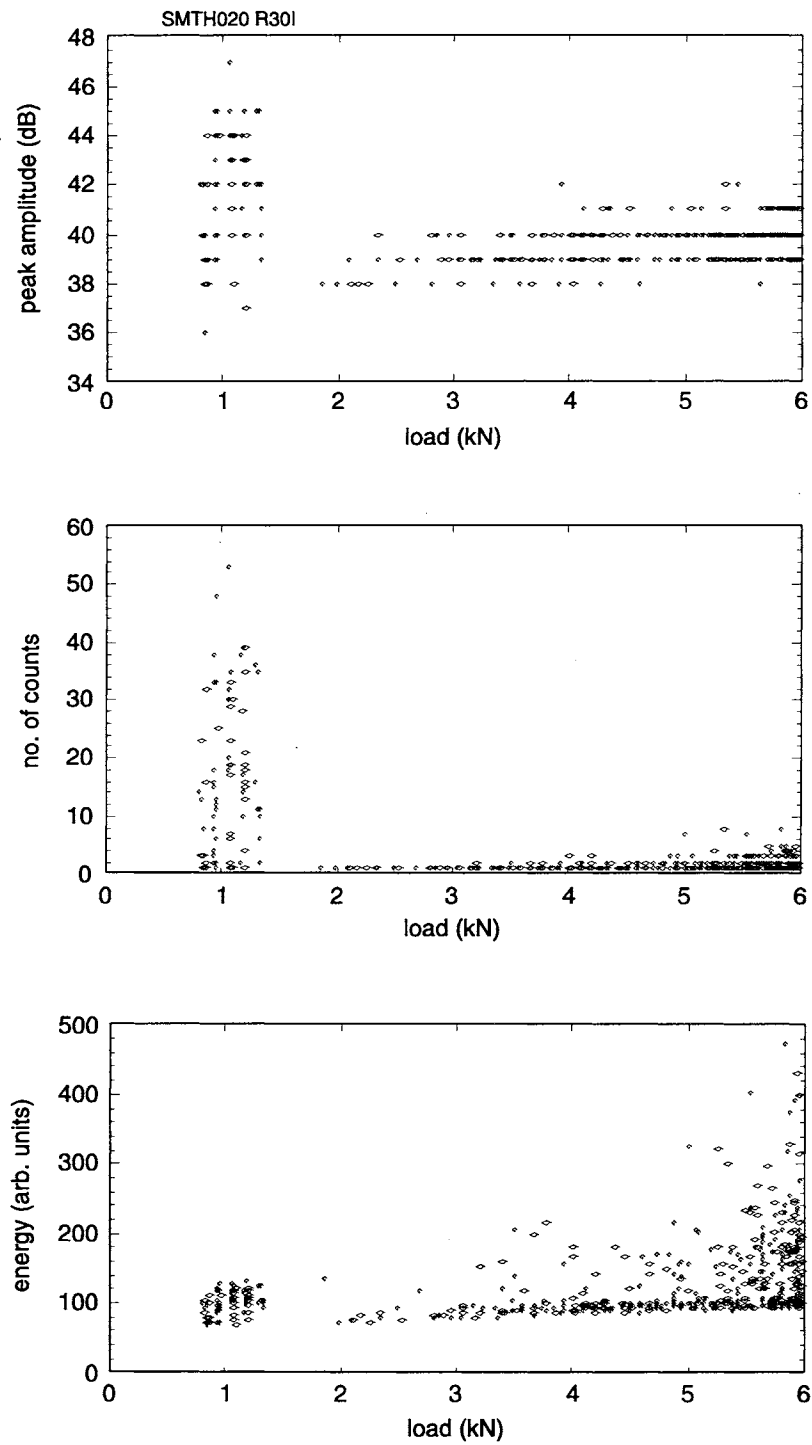 SMTH020 R30I
peak amplitude (dB)
48
46
44
42
40
38
36
34
0 1 2 3 4 5 6
load (kN)
no. of counts
60
50
40
30
20
10
0
0 1 2 3 4 5 6
load (kN)
energy (arb. units)
500
400
300
200
100
0
0 1 2 3 4 5 6
load (kN)